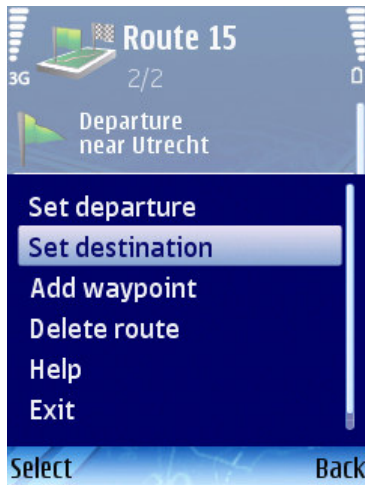 Route 15
3G
2/2
Departure
near Utrecht
Set departure
Set destination
Add waypoint
Delete route
Help
Exit
Select Back